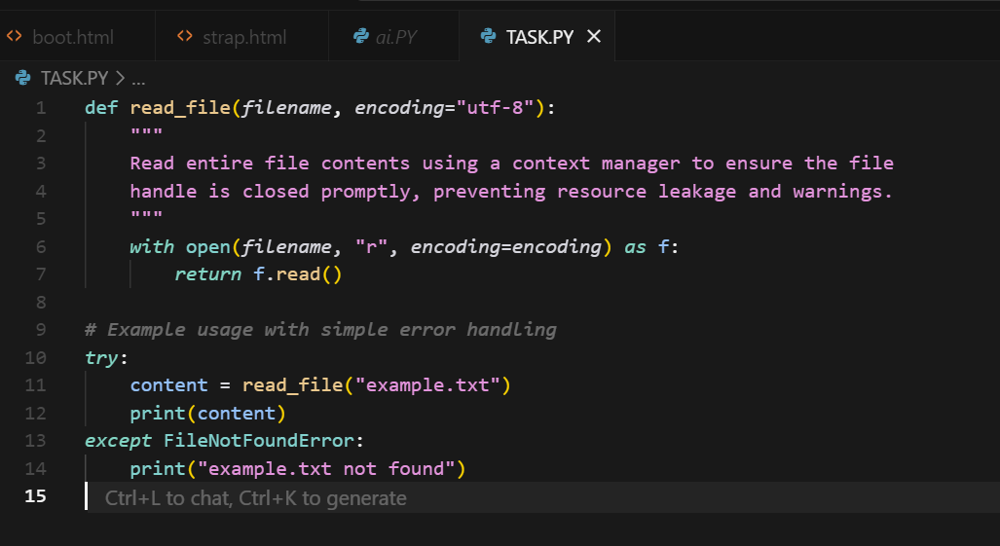 boot.html strap.html ai.PY TASK.PY
TASK.PY > ...
1 def read_file(filename, encoding="utf-8"):
2     """
3     Read entire file contents using a context manager to ensure the file
4     handle is closed promptly, preventing resource leakage and warnings.
5     """
6     with open(filename, "r", encoding=encoding) as f:
7         return f.read()
8
9 # Example usage with simple error handling
10 try:
11     content = read_file("example.txt")
12     print(content)
13 except FileNotFoundError:
14     print("example.txt not found")
15 Ctrl+L to chat, Ctrl+K to generate